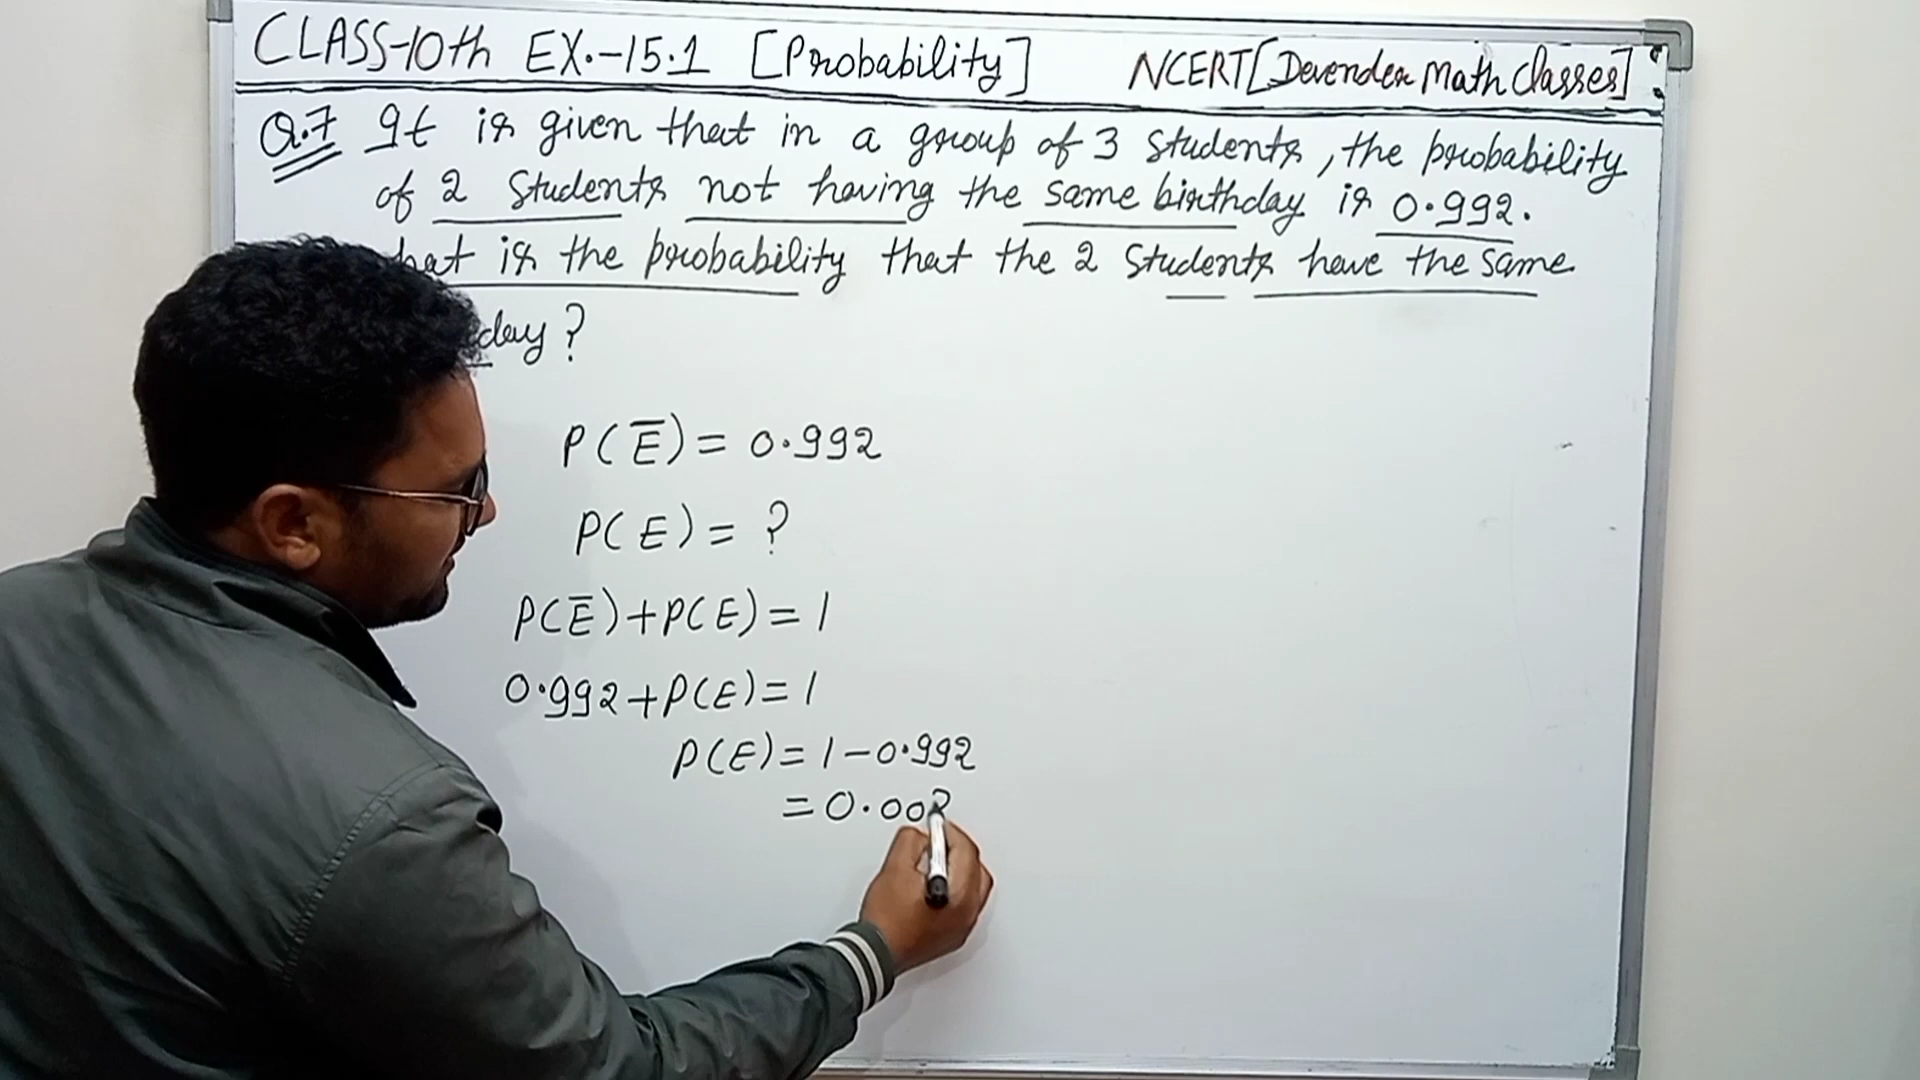 CLASS-10th EX.-15.1 [Probability] NCERT [Devender Math Classes]
Q.7 It is given that in a group of 3 students, the probability
of 2 students not having the same birthday is 0.992.
is the probability that the 2 students have the same
day ?
P(E̅) = 0.992
P(E) = ?
P(E̅)+P(E) = 1
0.992+P(E) = 1
P(E) = 1-0.992
= 0.00